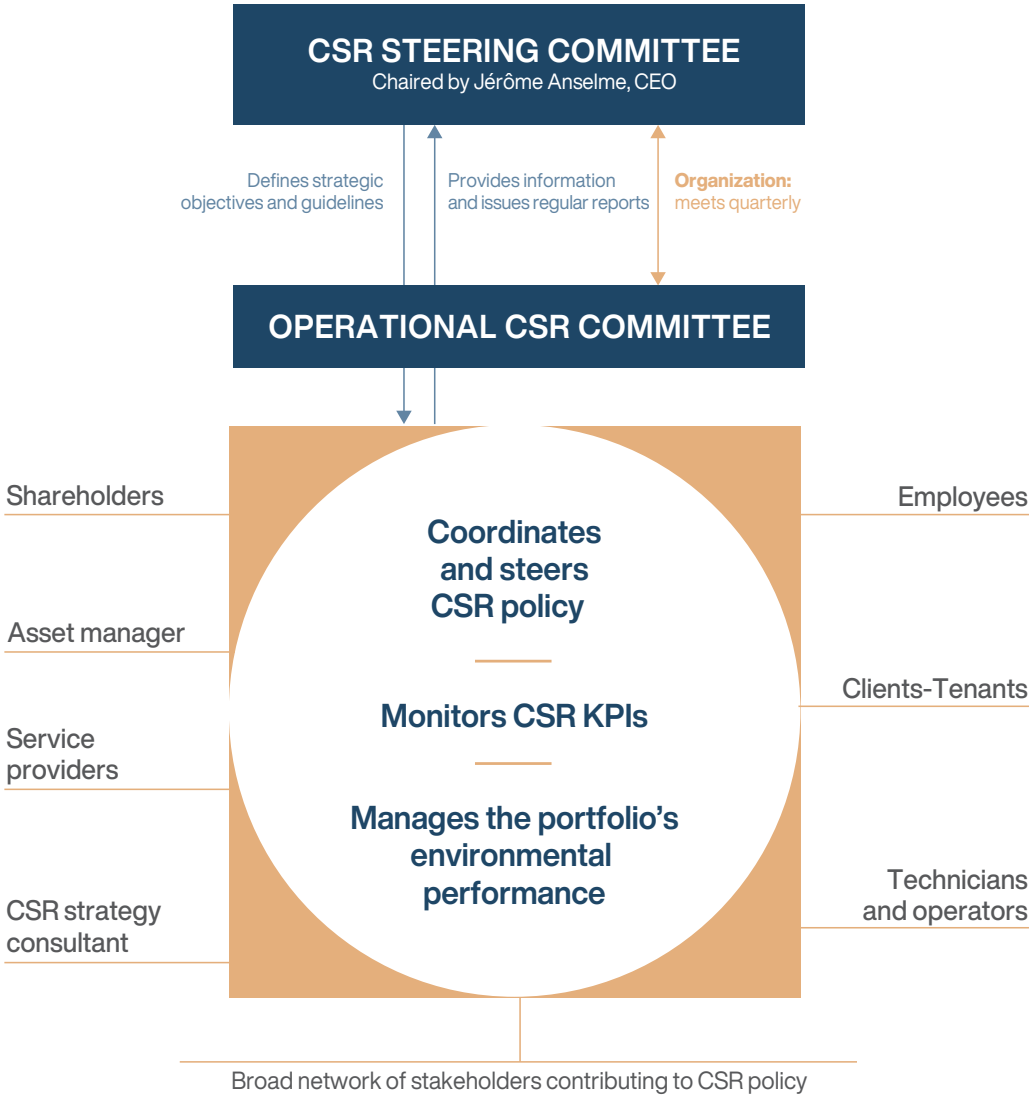 CSR STEERING COMMITTEE
Chaired by Jérôme Anselme, CEO
Defines strategic
objectives and guidelines
Provides information
and issues regular reports
Organization:
meets quarterly
OPERATIONAL CSR COMMITTEE
Shareholders
Asset manager
Service
providers
CSR strategy
consultant
Coordinates
and steers
CSR policy
Monitors CSR KPIs
Manages the portfolio’s
environmental
performance
Employees
Clients-Tenants
Technicians
and operators
Broad network of stakeholders contributing to CSR policy